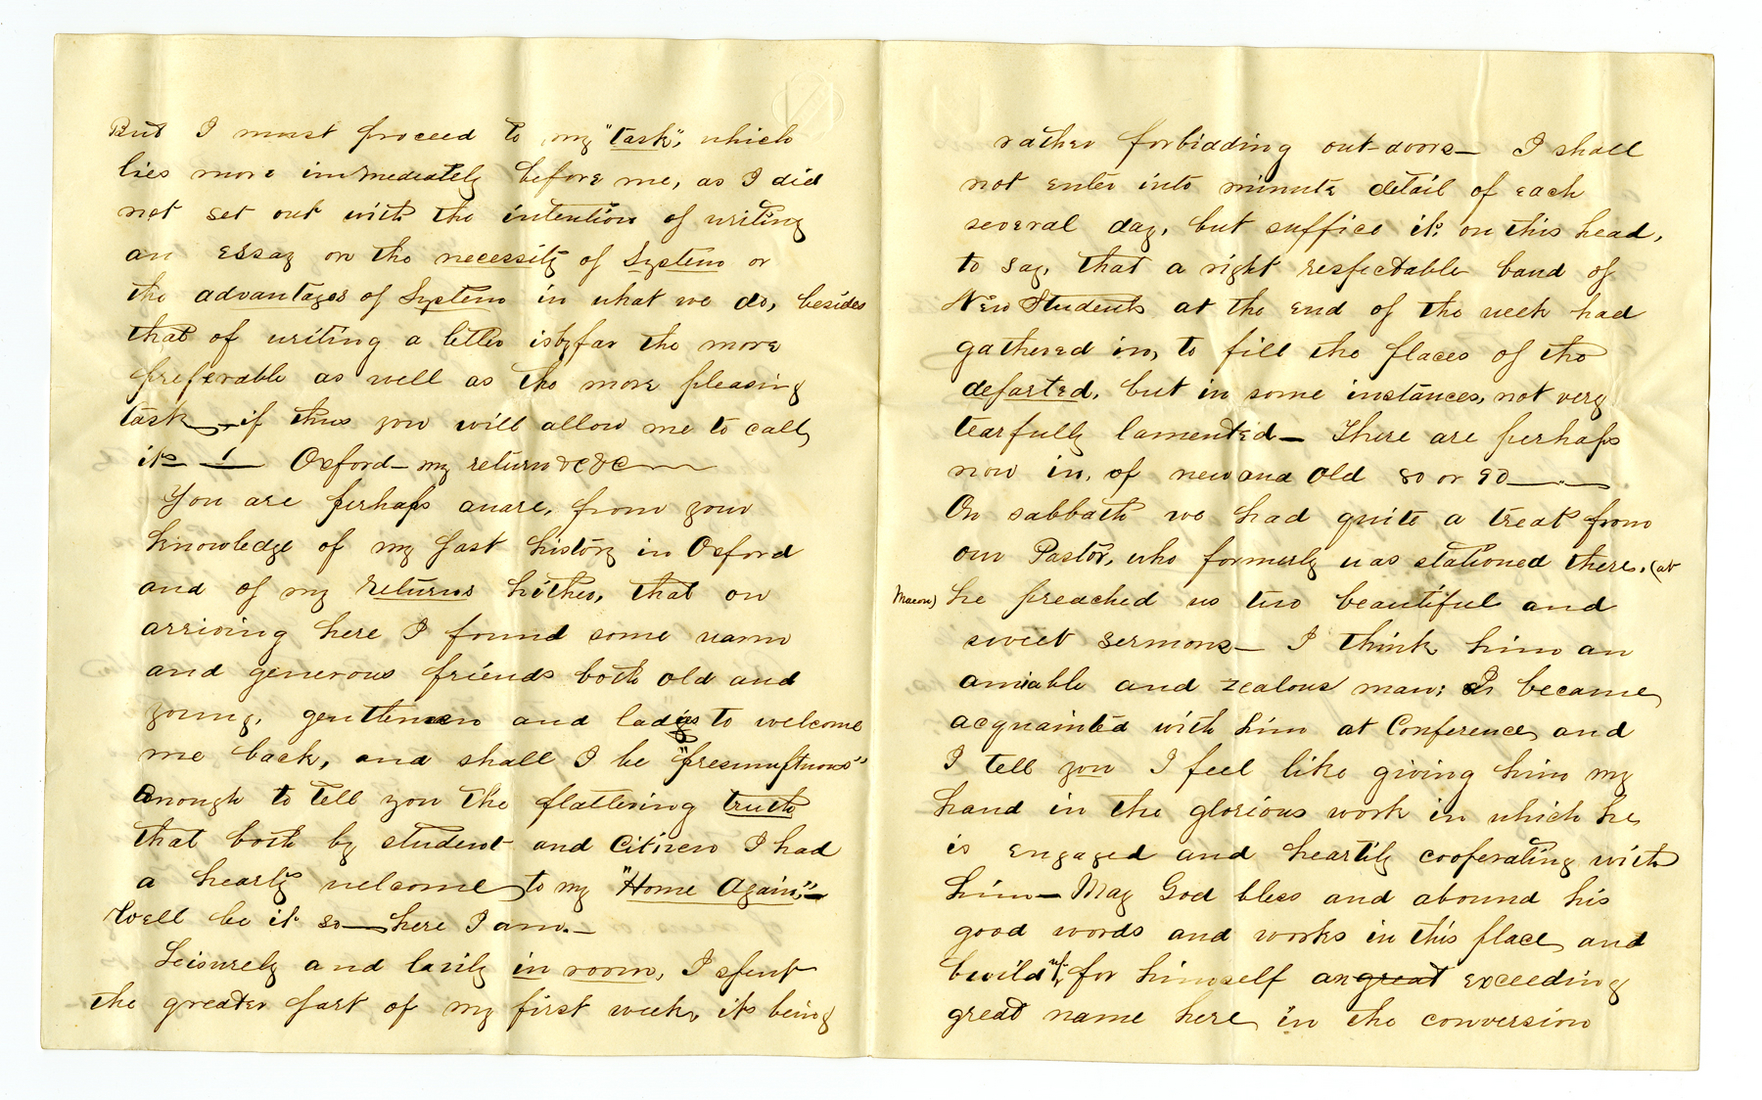 But I must proceed to my "task", which
lies more immediately before me, as I did
not set out with the intention of writing
an essay on the necessity of System or
the advantages of System in what we do, besides
that of writing a letter is by far the more
preferable as well as the more pleasing
task — if thus you will allow me to call
it — ! — Oxford — my return &c &c —
You are perhaps aware, from your
knowledge of my past history in Oxford
and of my returns hither, that on
arriving here I found some warm
and generous friends both old and
young, gentlemen and ladies to welcome
me back, and shall I be "presumptuous"
enough to tell you the flattering truth
that both by student and Citizen I had
a hearty welcome to my "Home Again," —
Well be it so — here I am. —
Leisurely and lazily in room, I spent
the greater part of my first week, it being
rather forbidding out-doors — I shall
not enter into minute detail of each
several day, but suffice it, on this head,
to say, that a right respectable band of
New Students at the end of the week had
gathered in, to fill the places of the
departed, but in some instances, not very
tearfully lamented — There are perhaps
now in, of new and Old 80 or 90 —
On sabbath we had quite a treat from
our Pastor, who formerly was stationed there, (at
Macon) he preached us two beautiful and
sweet sermons — I think him an
amiable and zealous man; I became
acquainted with him at Conference, and
I tell you I feel like giving him my
hand in the glorious work in which he
is engaged and heartily cooperating with
him — May God bless and abound his
good words and works in this place, and
bwild up, for himself an great exceeding
great name here in the conversion